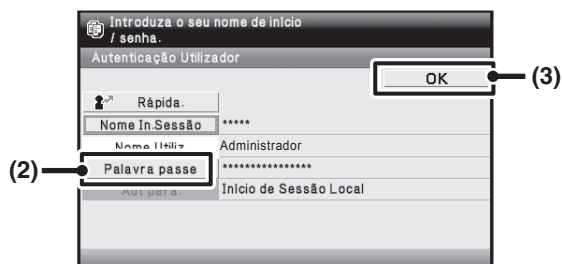 Introduza o seu nome de início
/ senha.
Autenticação Utilizador
OK
(3)
Rápida.
Nome In.Sessão *****
Nome Utiliz. Administrador
(2)
Palavra passe ***************
Aut para: Início de Sessão Local